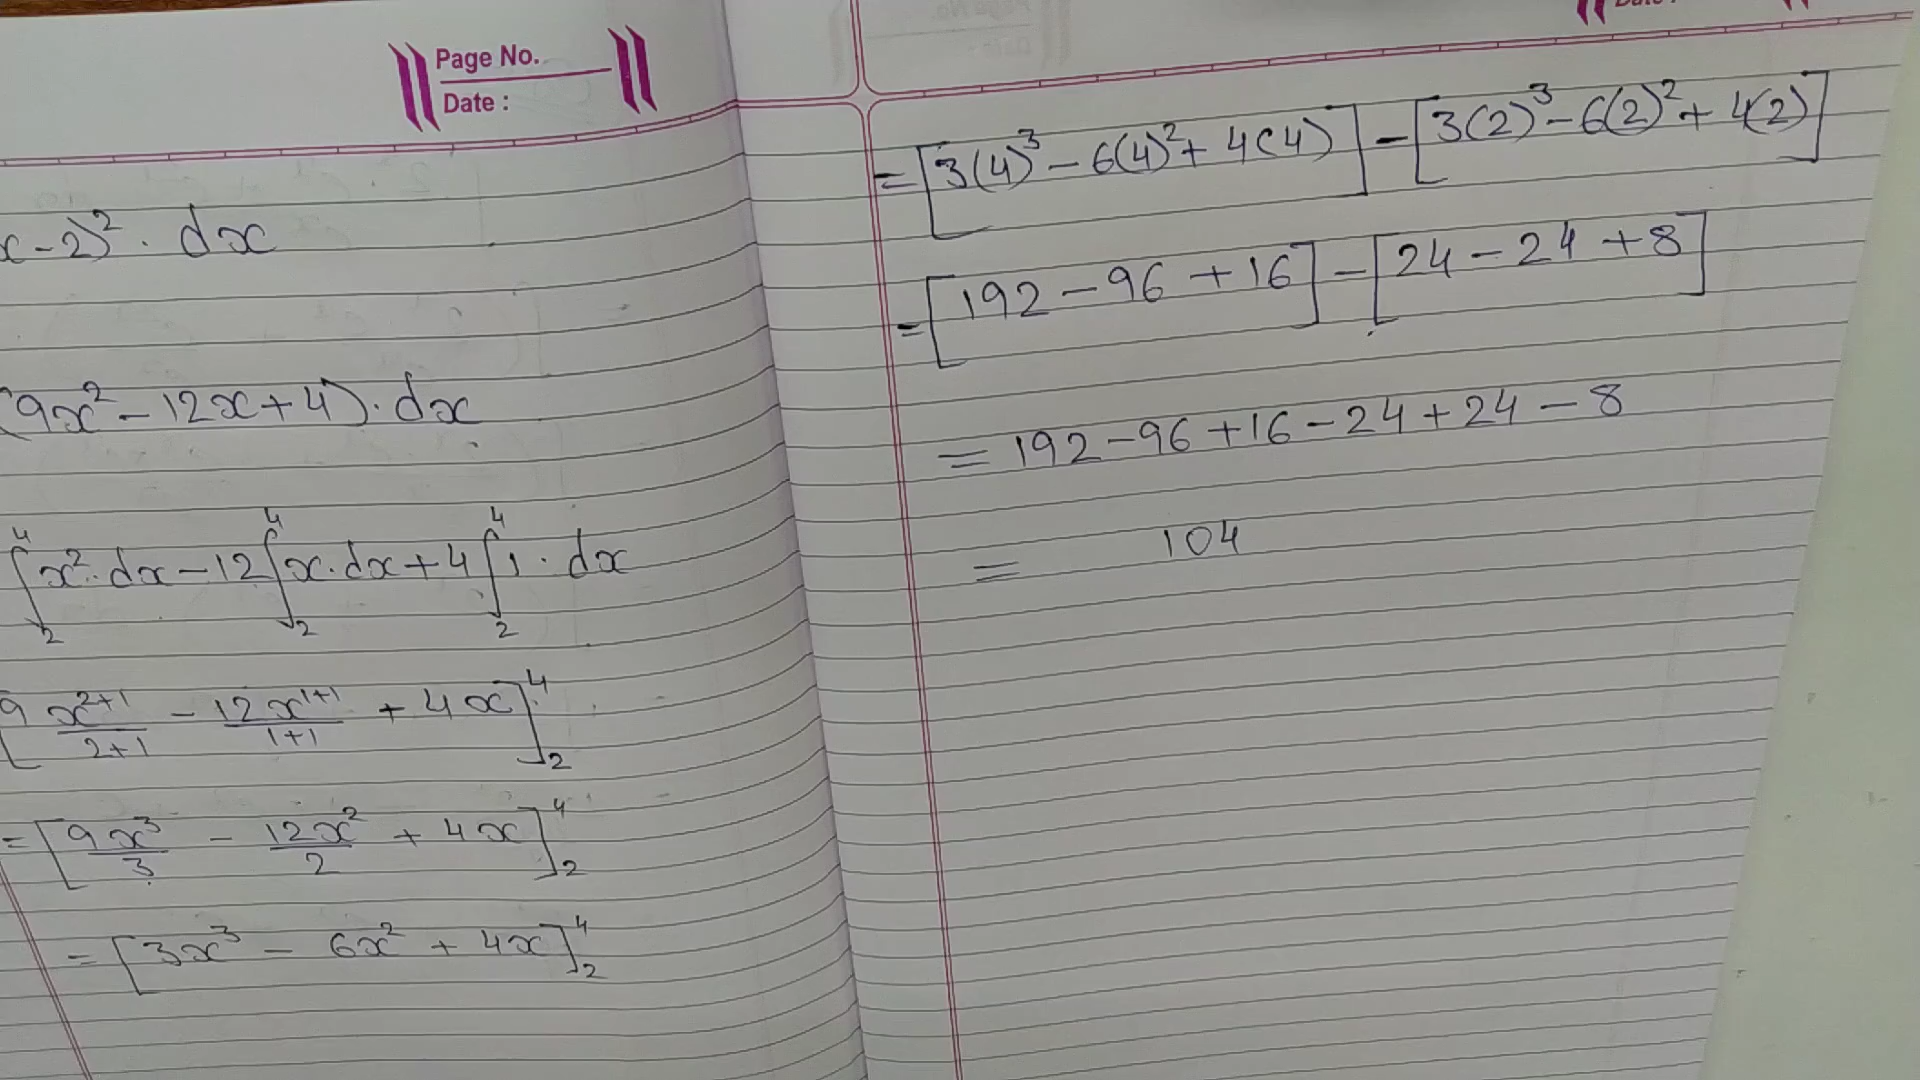 Page No.
Date :
x-2)² . dx
(9x² - 12x + 4) . dx
∫₂⁴ x² . dx - 12 ∫₂⁴ x . dx + 4 ∫₂⁴ 1 . dx
[9 x²⁺¹/2+1 - 12x¹⁺¹/1+1 + 4x]₂⁴
= [9x³/3 - 12x²/2 + 4x]₂⁴
= [3x³ - 6x² + 4x]₂⁴
= [3(4)³ - 6(4)² + 4(4)] - [3(2)³ - 6(2)² + 4(2)]
= [192 - 96 + 16] - [24 - 24 + 8]
= 192 - 96 + 16 - 24 + 24 - 8
= 104